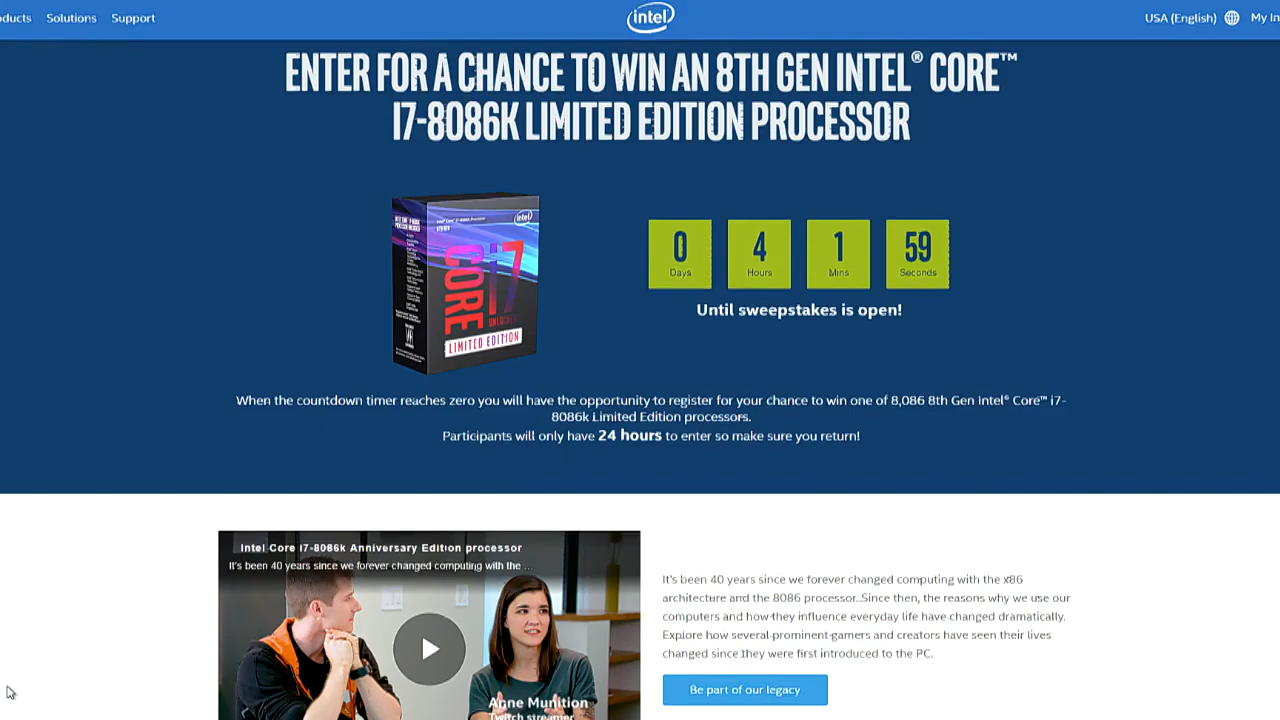 oducts Solutions Support intel USA (English) My In
ENTER FOR A CHANCE TO WIN AN 8TH GEN INTEL® CORE™
I7-8086K LIMITED EDITION PROCESSOR
intel
CORE i7
UNLOCKED
LIMITED EDITION
0 4 1 59
Days Hours Mins Seconds
Until sweepstakes is open!
When the countdown timer reaches zero you will have the opportunity to register for your chance to win one of 8,086 8th Gen Intel® Core™ i7-
8086k Limited Edition processors.
Participants will only have 24 hours to enter so make sure you return!
Intel Core i7-8086k Anniversary Edition processor
It's been 40 years since we forever changed computing with the ...
Anne Munition
Twitch streamer
It's been 40 years since we forever changed computing with the x86
architecture and the 8086 processor. Since then, the reasons why we use our
computers and how they influence everyday life have changed dramatically.
Explore how several prominent gamers and creators have seen their lives
changed since they were first introduced to the PC.
Be part of our legacy